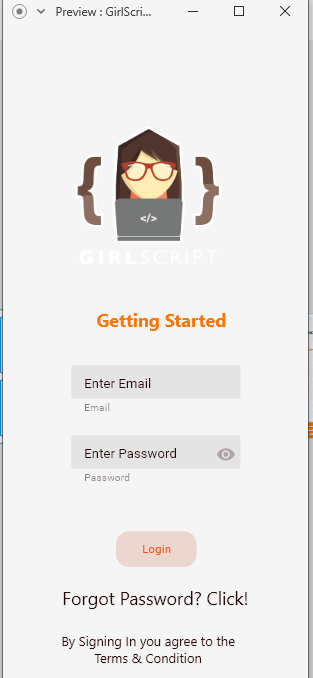 Preview : GirlScri...
</>
GIRLSCRIPT
Getting Started
Enter Email
Email
Enter Password
Password
Login
Forgot Password? Click!
By Signing In you agree to the
Terms & Condition